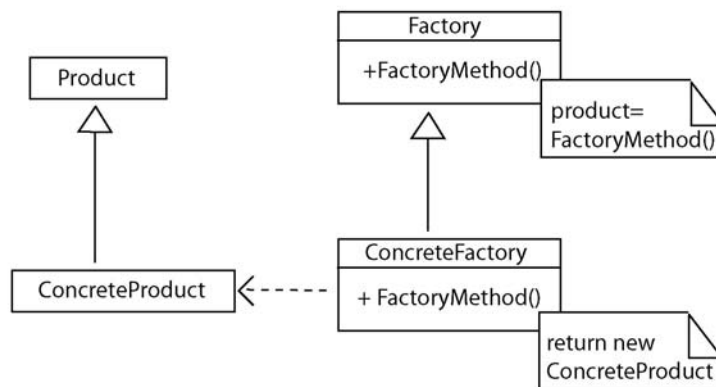 Factory
+FactoryMethod()
Product
product=
FactoryMethod()
ConcreteFactory
+ FactoryMethod()
ConcreteProduct
return new
ConcreteProduct